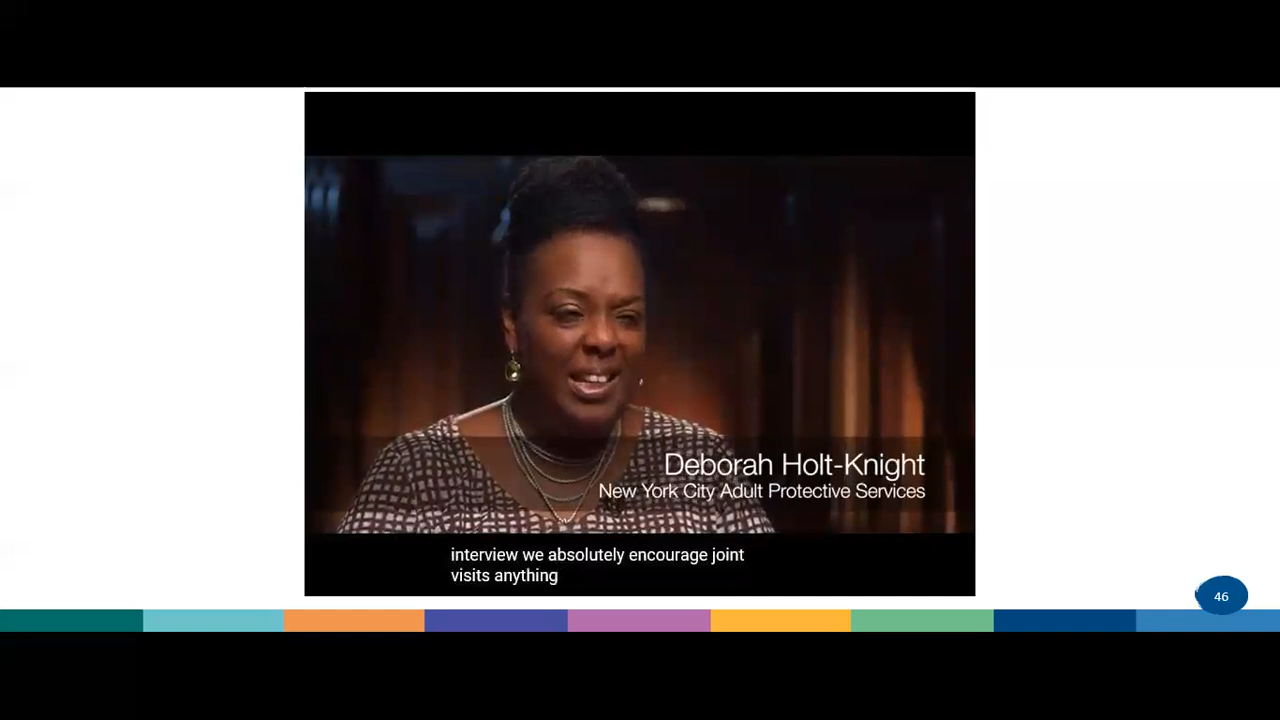 Deborah Holt-Knight
New York City Adult Protective Services
interview we absolutely encourage joint
visits anything
46